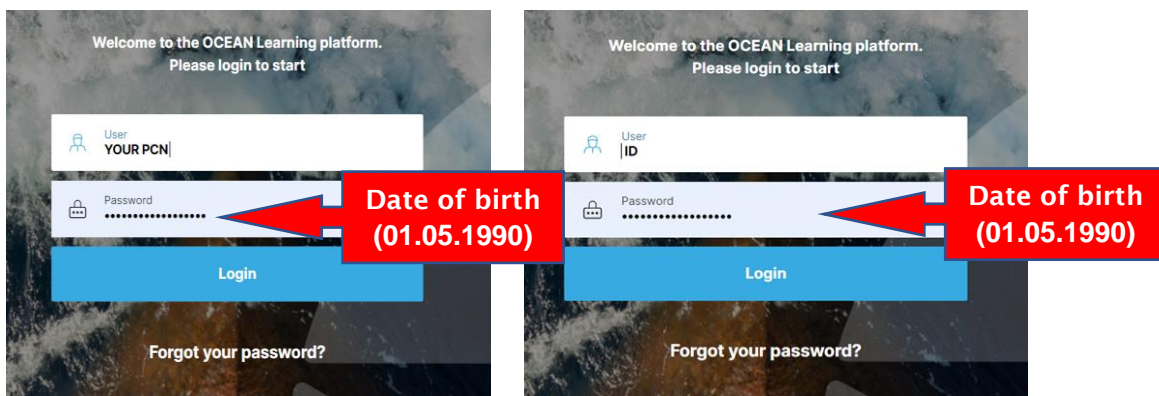 Welcome to the OCEAN Learning platform.
Please login to start
User
YOUR PCN
Password
••••••••••••••••••
Date of birth
(01.05.1990)
Login
Forgot your password?
Welcome to the OCEAN Learning platform.
Please login to start
User
ID
Password
••••••••••••••••••
Date of birth
(01.05.1990)
Login
Forgot your password?